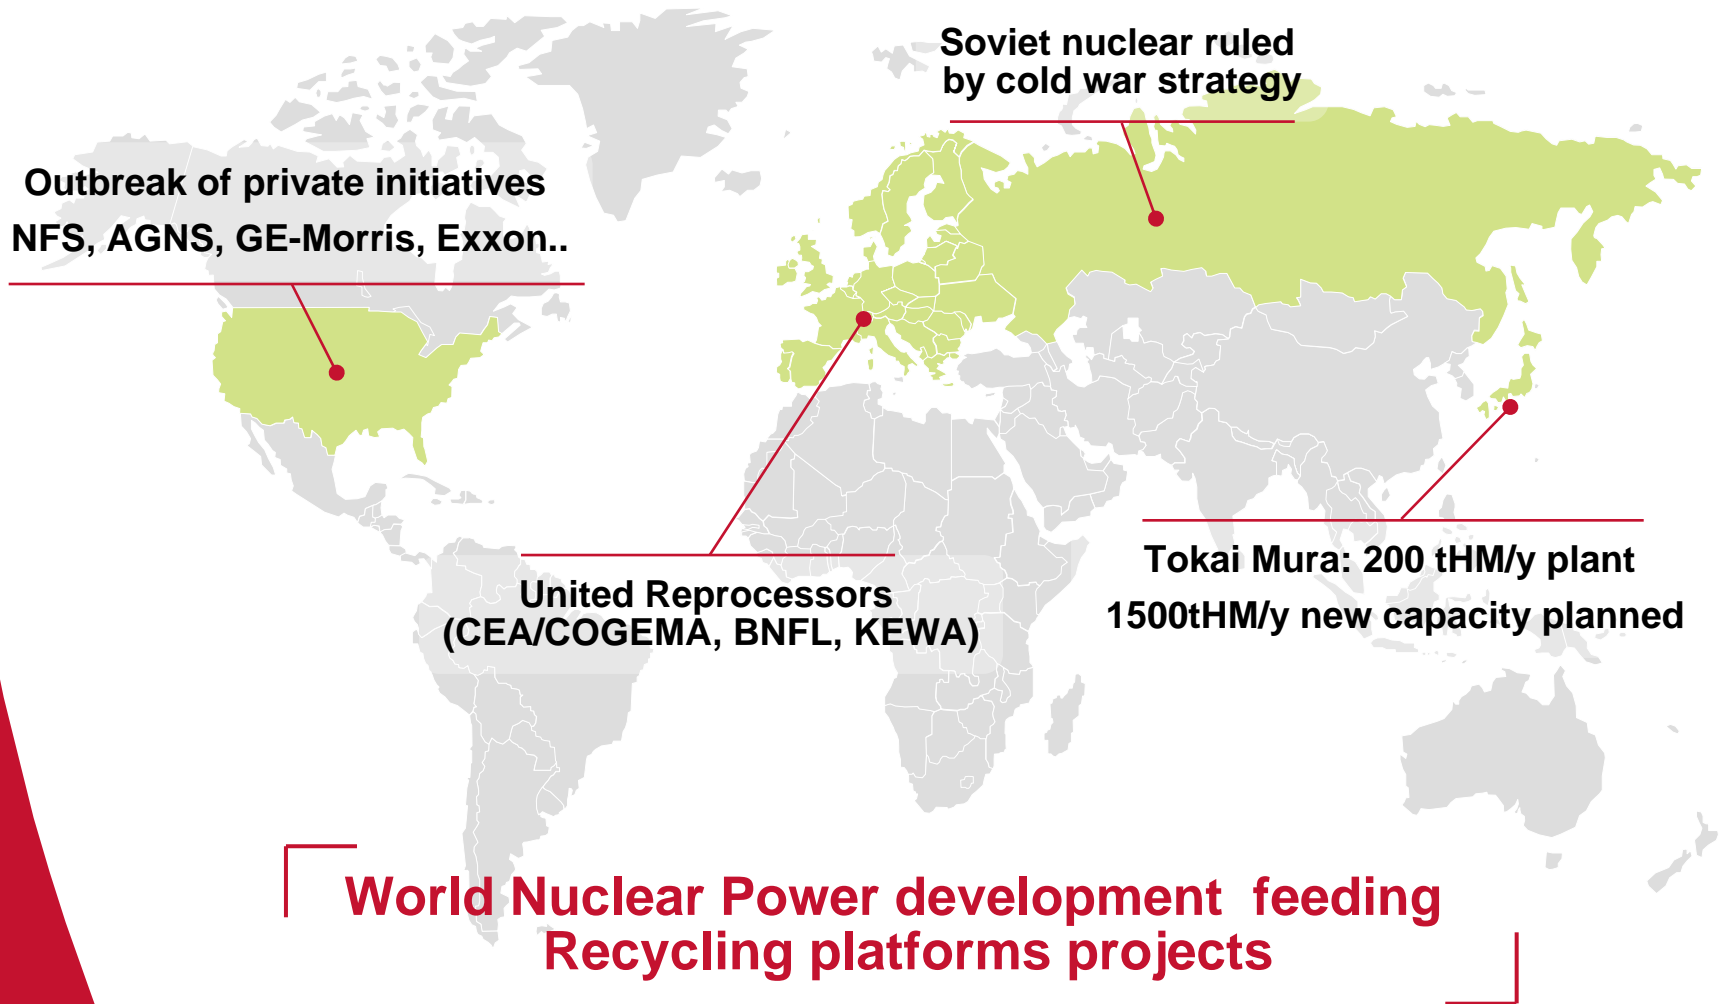 Soviet nuclear ruled
by cold war strategy
Outbreak of private initiatives
NFS, AGNS, GE-Morris, Exxon..
United Reprocessors
(CEA/COGEMA, BNFL, KEWA)
Tokai Mura: 200 tHM/y plant
1500tHM/y new capacity planned
World Nuclear Power development feeding
Recycling platforms projects